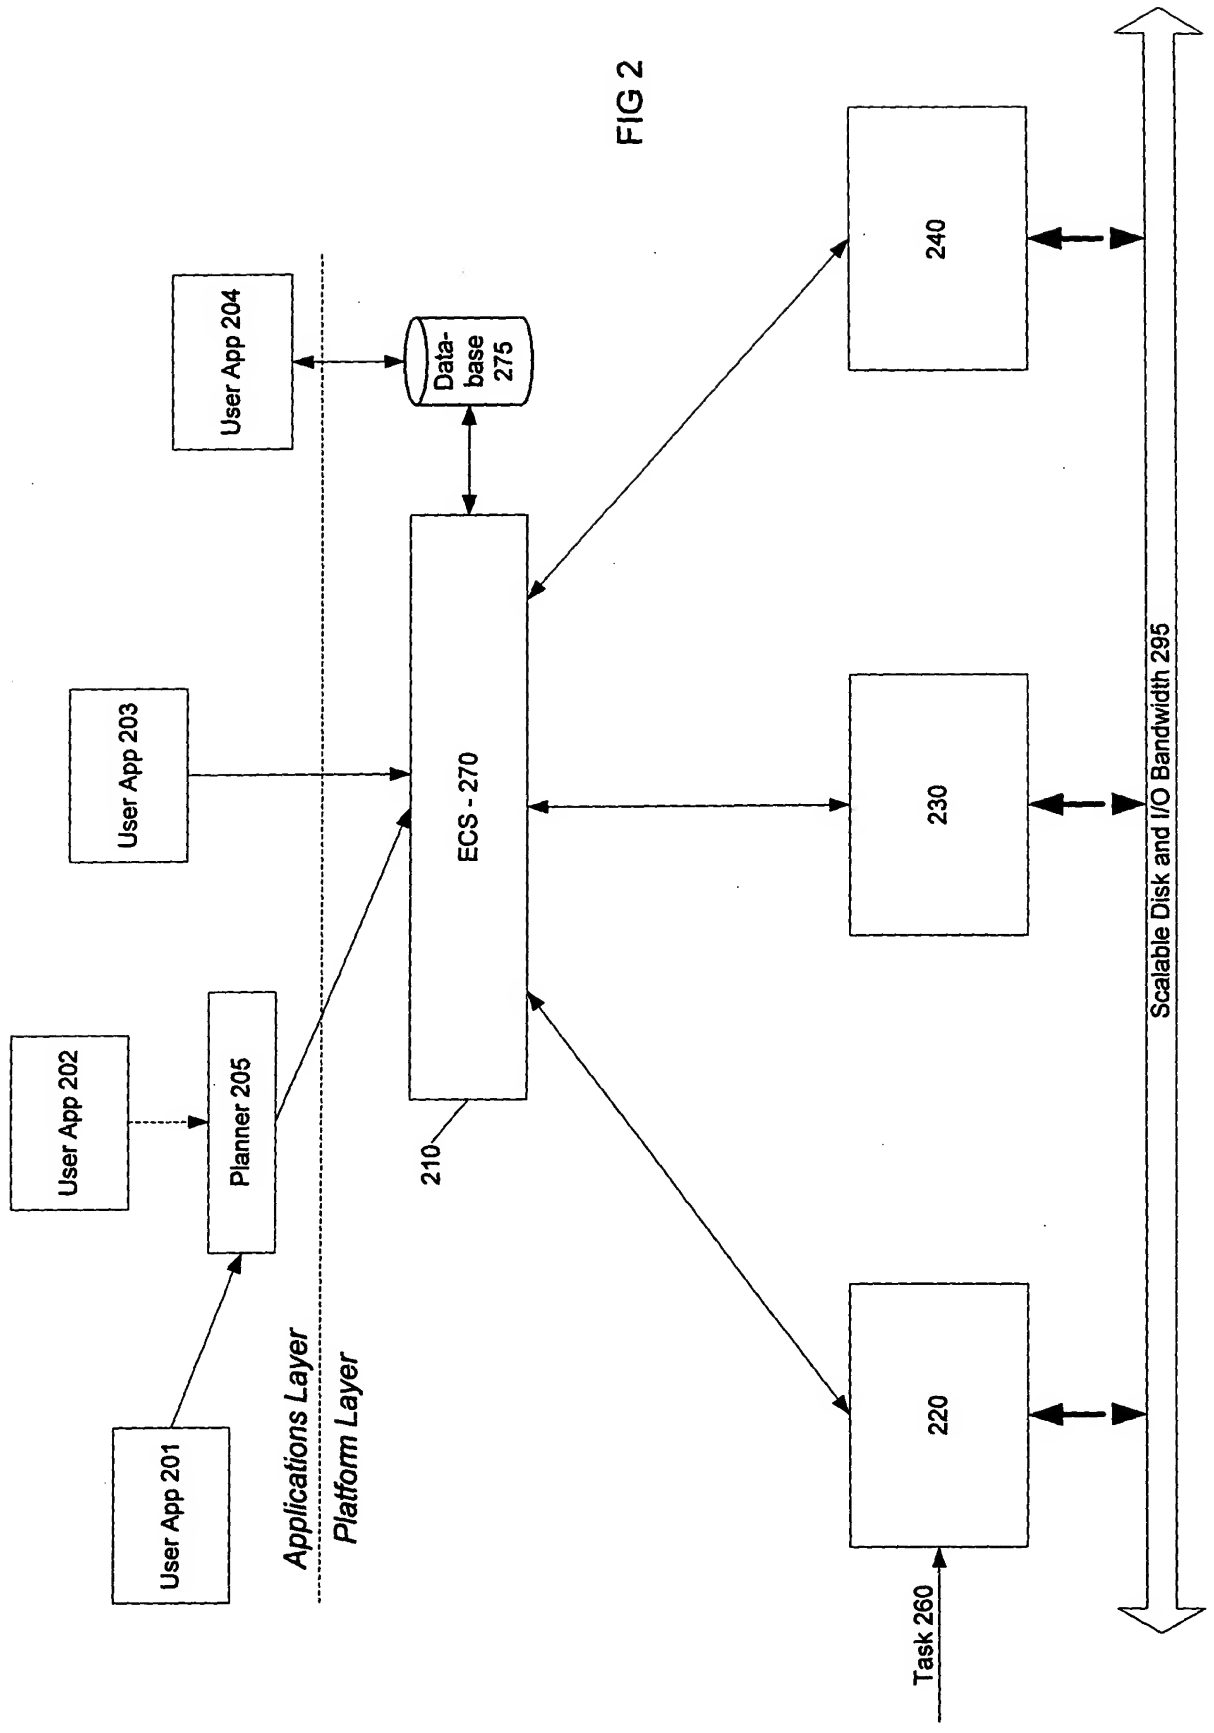 User App 202
User App 203
User App 201
User App 204
Planner 205
Applications Layer
Platform Layer
210
ECS - 270
Data-
base
275
FIG 2
Task 260
220
230
240
Scalable Disk and I/O Bandwidth 295